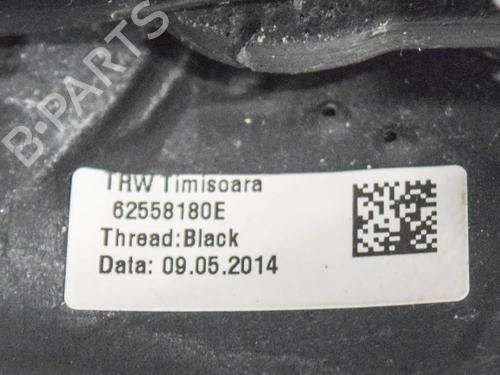 B-PARTS
TRW Timisoara
62558180E
Thread:Black
Data: 09.05.2014